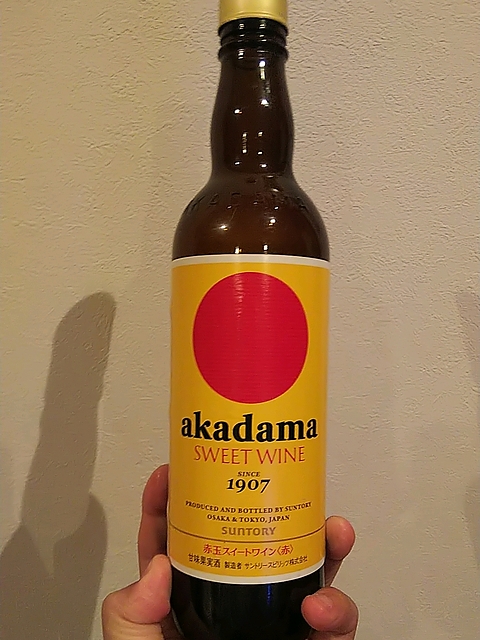 AKADAMA
akadama
SWEET WINE
SINCE
1907
PRODUCED AND BOTTLED BY SUNTORY
OSAKA & TOKYO, JAPAN
SUNTORY
赤玉スイートワイン〈赤〉
甘味果実酒 製造者 サントリースピリッツ株式会社